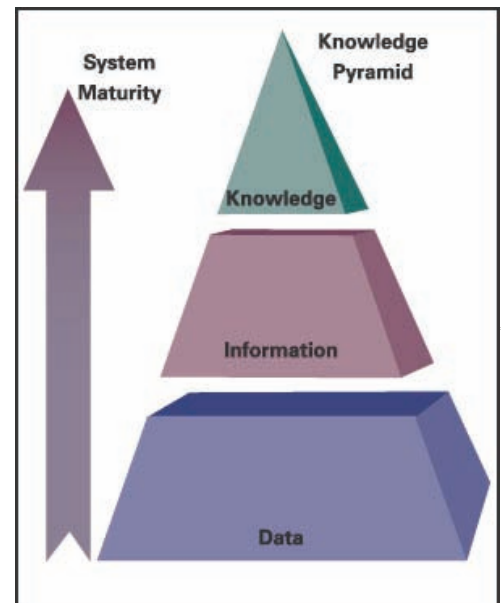 System
Maturity
Knowledge
Pyramid
Knowledge
Information
Data